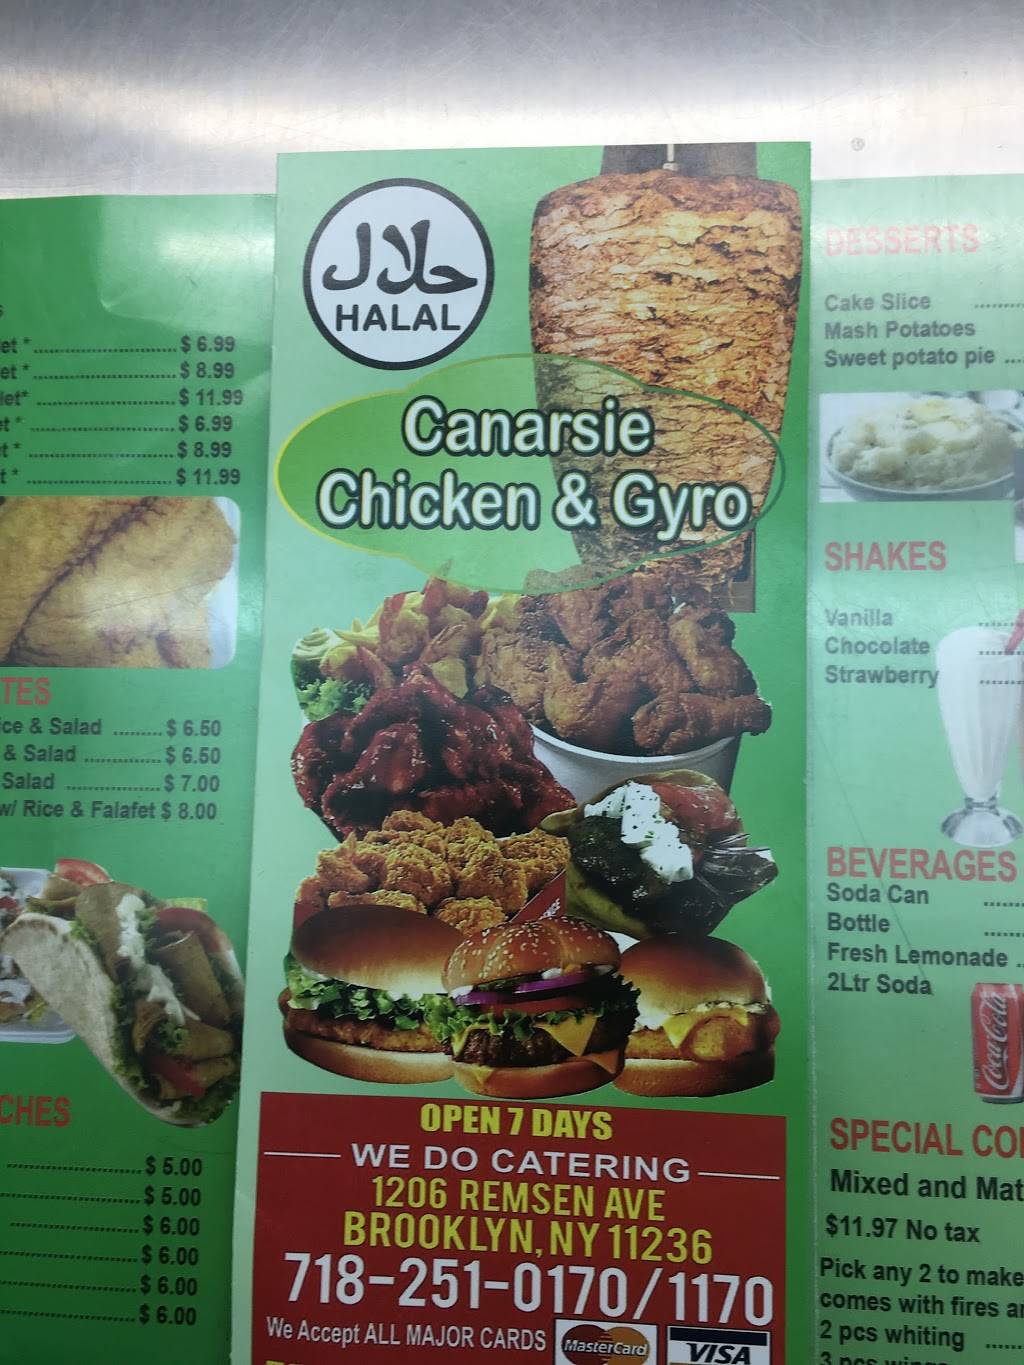 $ 6.99
$ 8.99
$ 11.99
$ 6.99
$ 8.99
$ 11.99
& Salad ......... $ 6.50
& Salad .............. $ 6.50
Salad ................. $ 7.00
w/ Rice & Falafet $ 8.00
$ 5.00
$ 5.00
$ 6.00
$ 6.00
$ 6.00
$ 6.00
حلال
HALAL
Canarsie
Chicken & Gyro
OPEN 7 DAYS
WE DO CATERING
1206 REMSEN AVE
BROOKLYN, NY 11236
718-251-0170/1170
We Accept ALL MAJOR CARDS
MasterCard
VISA
DESSERTS
Cake Slice
Mash Potatoes
Sweet potato pie
SHAKES
Vanilla
Chocolate
Strawberry
BEVERAGES
Soda Can
Bottle
Fresh Lemonade
2Ltr Soda
Coca-Cola
SPECIAL
Mixed and
$11.97 No tax
Pick any 2 to make
comes with fires
2 pcs whiting
3 pcs